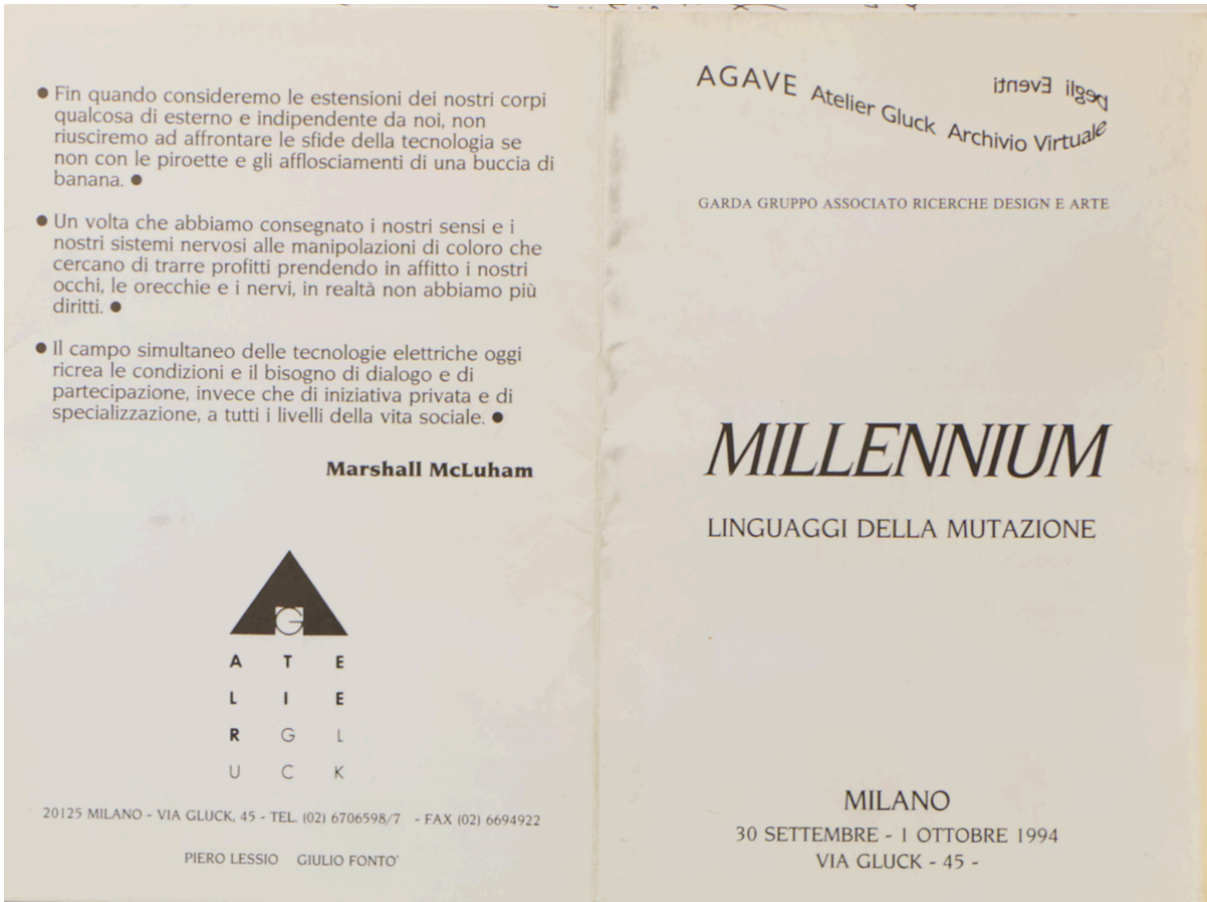 ● Fin quando consideremo le estensioni dei nostri corpi
qualcosa di esterno e indipendente da noi, non
riusciremo ad affrontare le sfide della tecnologia se
non con le piroette e gli afflosciamenti di una buccia di
banana. ●
● Un volta che abbiamo consegnato i nostri sensi e i
nostri sistemi nervosi alle manipolazioni di coloro che
cercano di trarre profitti prendendo in affitto i nostri
occhi, le orecchie e i nervi, in realtà non abbiamo più
diritti. ●
● Il campo simultaneo delle tecnologie elettriche oggi
ricrea le condizioni e il bisogno di dialogo e di
partecipazione, invece che di iniziativa privata e di
specializzazione, a tutti i livelli della vita sociale. ●
Marshall McLuham
G
A T E
L I E
R G L
U C K
20125 MILANO - VIA GLUCK, 45 - TEL. (02) 6706598/7 - FAX (02) 6694922
PIERO LESSIO GIULIO FONTO'
AGAVE Atelier Gluck Archivio Virtuale
Degli Eventi
GARDA GRUPPO ASSOCIATO RICERCHE DESIGN E ARTE
MILLENNIUM
LINGUAGGI DELLA MUTAZIONE
MILANO
30 SETTEMBRE - 1 OTTOBRE 1994
VIA GLUCK - 45 -